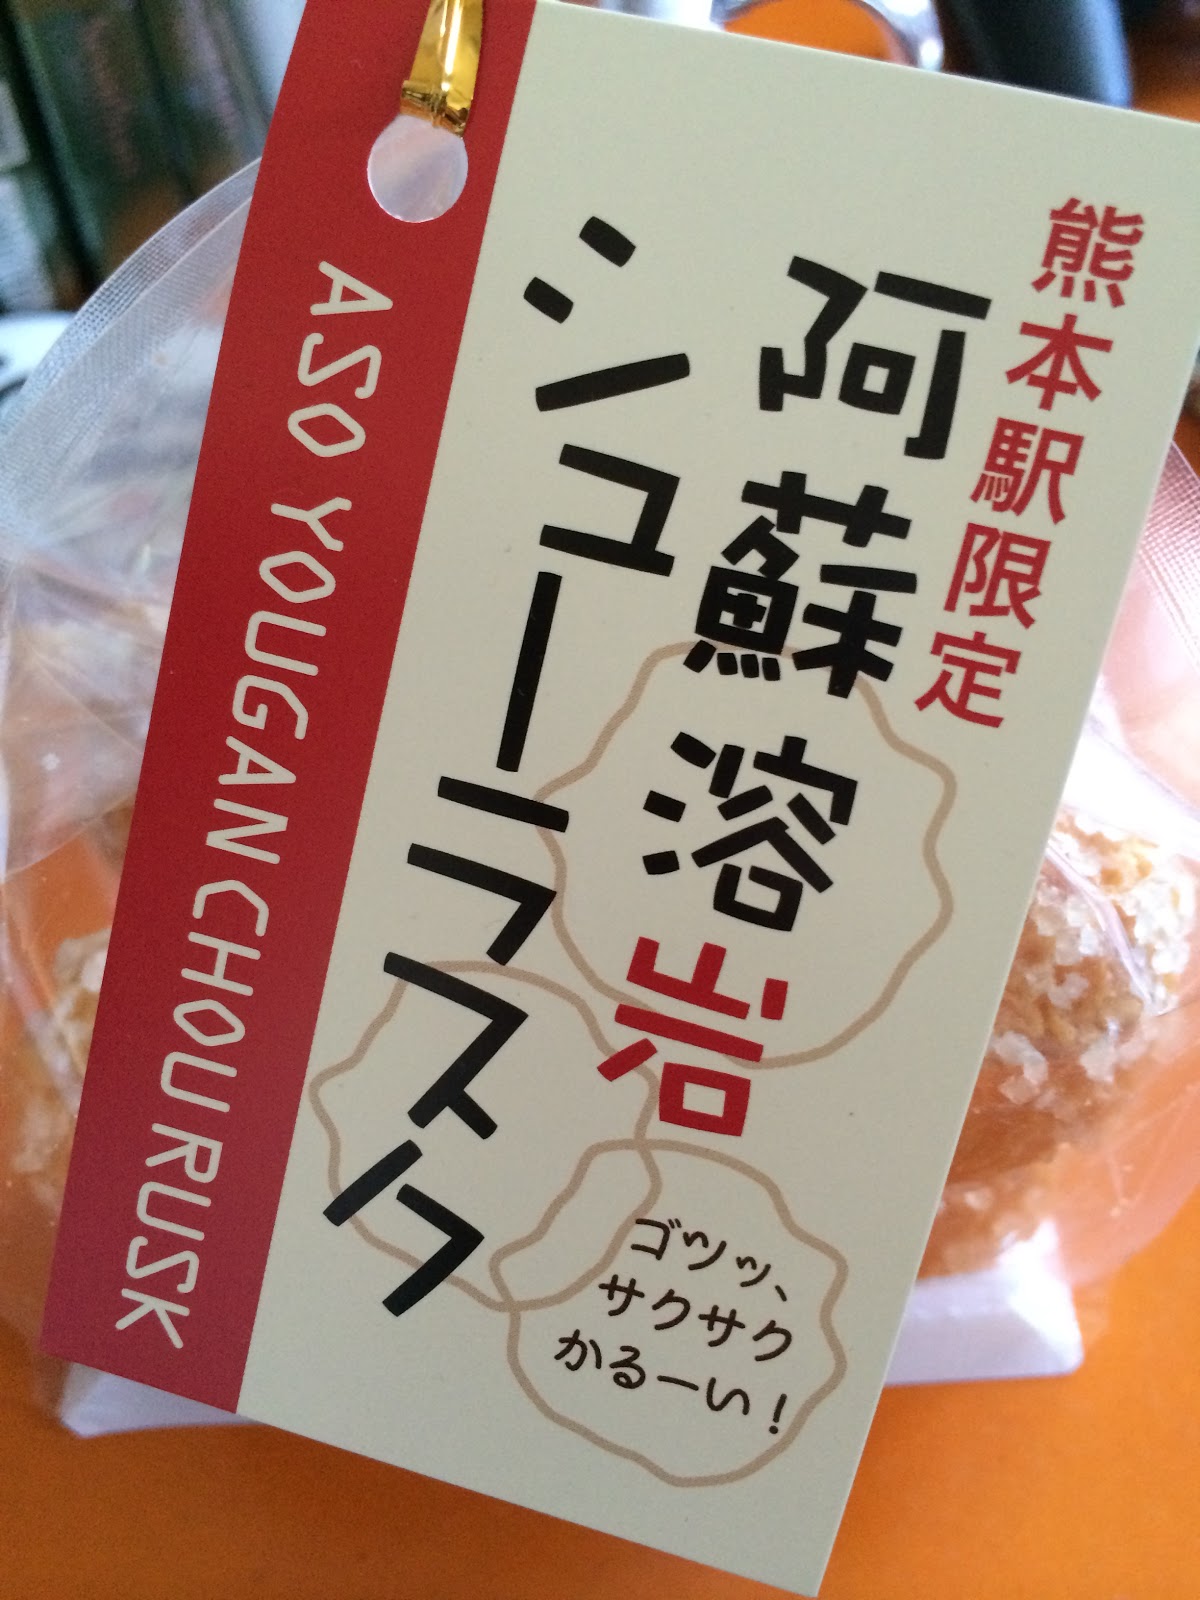 熊本駅限定
阿蘇溶岩
シューラスク
ゴツッ、
サクサク
かるーい！
ASO YOUGAN CHOU RUSK